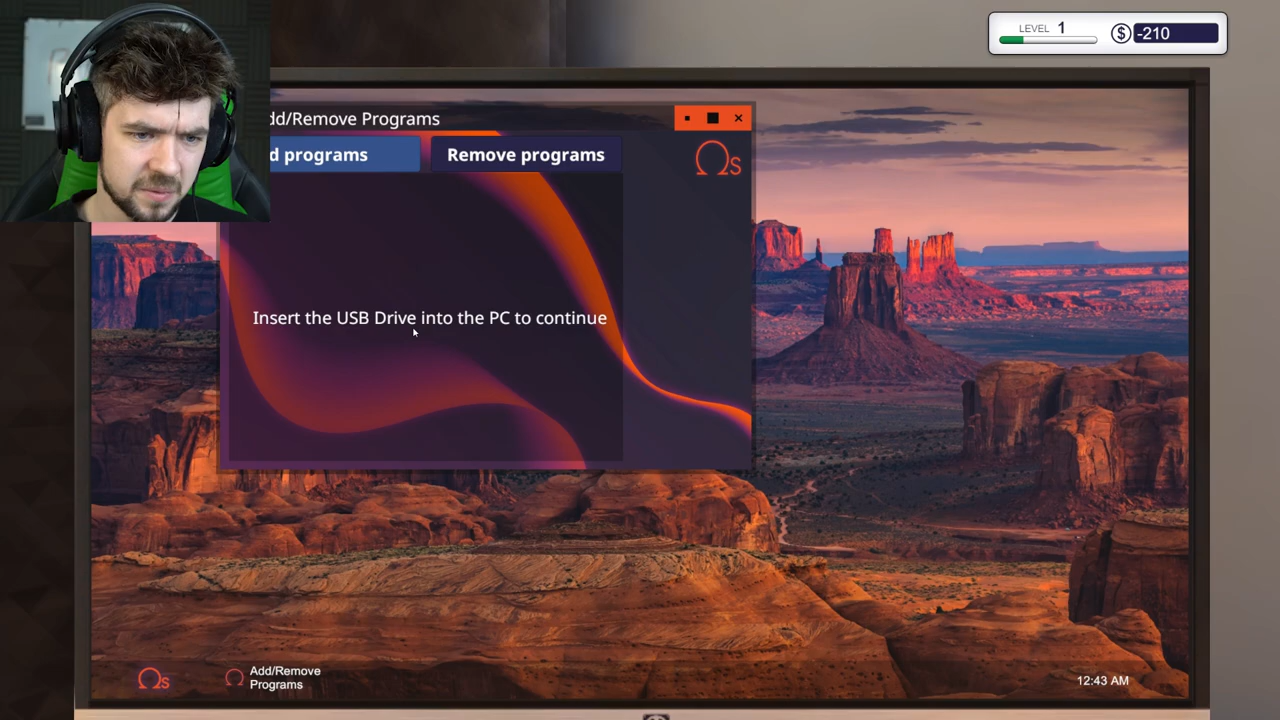 LEVEL 1
$ -210
dd/Remove Programs
d programs
Remove programs
Ωs
Insert the USB Drive into the PC to continue
Ωs
Add/Remove
Programs
12:43 AM